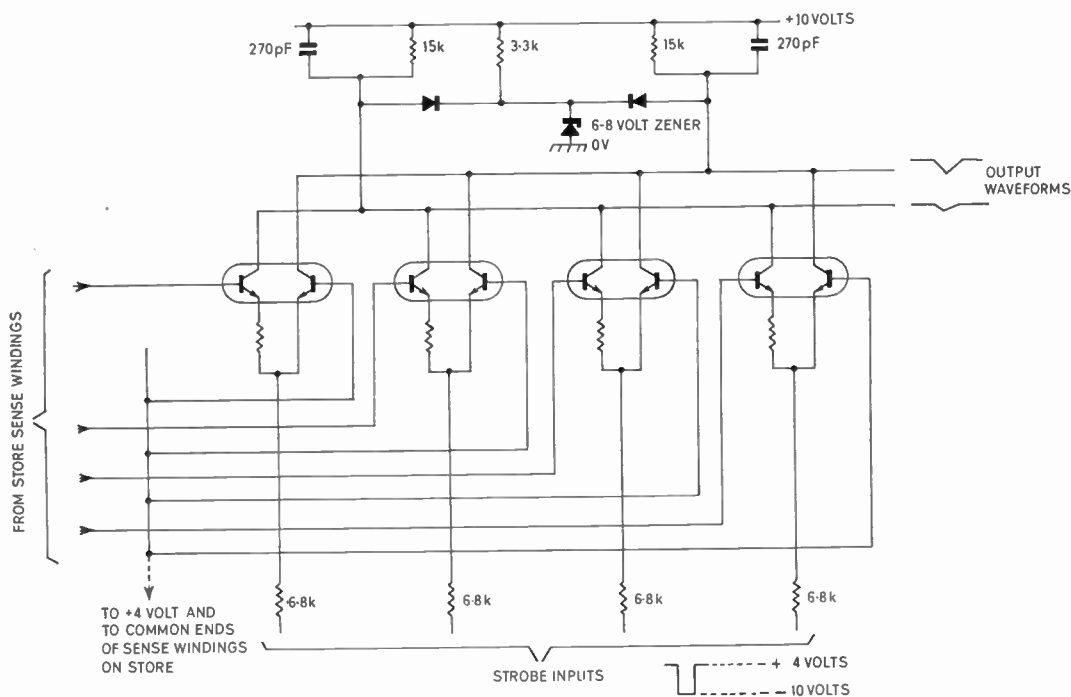 +10 VOLTS
270pF
15k
3·3k
15k
270pF
6·8 VOLT ZENER
0V
OUTPUT
WAVEFORMS
FROM STORE SENSE WINDINGS
TO +4 VOLT AND
TO COMMON ENDS
OF SENSE WINDINGS
ON STORE
6·8k
6·8k
6·8k
6·8k
STROBE INPUTS
+ 4 VOLTS
- 10 VOLTS